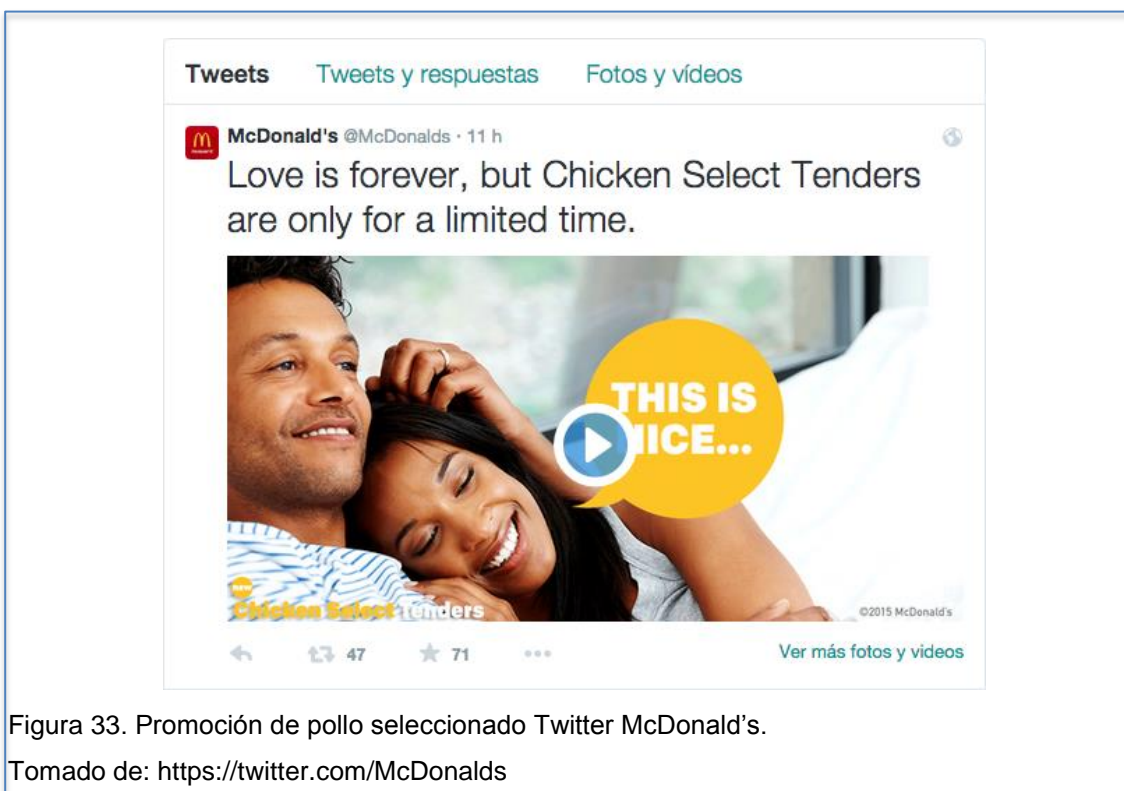 Tweets Tweets y respuestas Fotos y vídeos
McDonald's @McDonalds · 11 h
Love is forever, but Chicken Select Tenders
are only for a limited time.
THIS IS
NICE...
new
Chicken Select Tenders
©2015 McDonald's
47 71
Ver más fotos y videos
Figura 33. Promoción de pollo seleccionado Twitter McDonald’s.
Tomado de: https://twitter.com/McDonalds